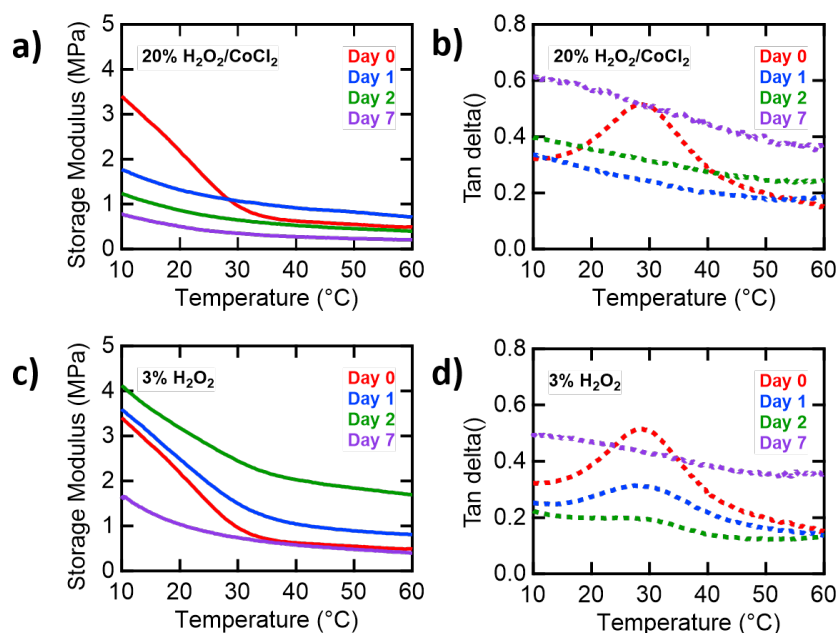 a)
Storage Modulus (MPa)
5
4
3
2
1
0
20% H₂O₂/CoCl₂
Day 0
Day 1
Day 2
Day 7
10 20 30 40 50 60
Temperature (°C)
b)
Tan delta()
0.8
0.6
0.4
0.2
0.0
20% H₂O₂/CoCl₂
Day 0
Day 1
Day 2
Day 7
10 20 30 40 50 60
Temperature (°C)
c)
Storage Modulus (MPa)
5
4
3
2
1
0
3% H₂O₂
Day 0
Day 1
Day 2
Day 7
10 20 30 40 50 60
Temperature (°C)
d)
Tan delta()
0.8
0.6
0.4
0.2
0.0
3% H₂O₂
Day 0
Day 1
Day 2
Day 7
10 20 30 40 50 60
Temperature (°C)